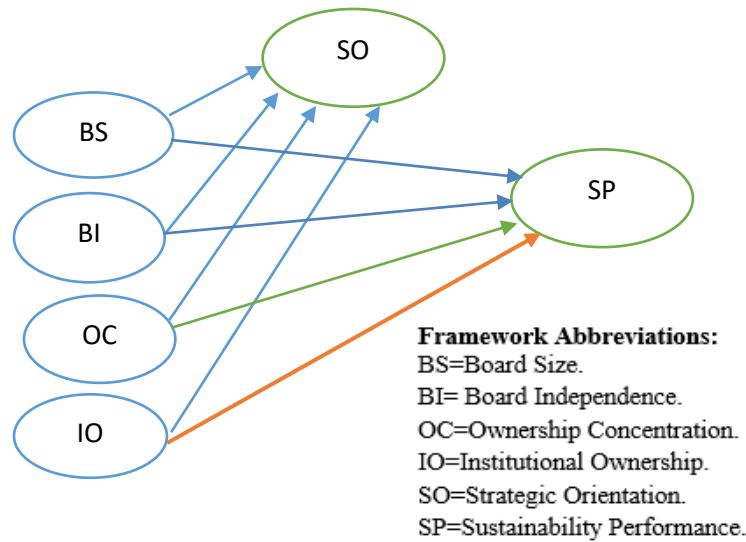 SO
BS
SP
BI
OC
IO
Framework Abbreviations:
BS=Board Size.
BI= Board Independence.
OC=Ownership Concentration.
IO=Institutional Ownership.
SO=Strategic Orientation.
SP=Sustainability Performance.